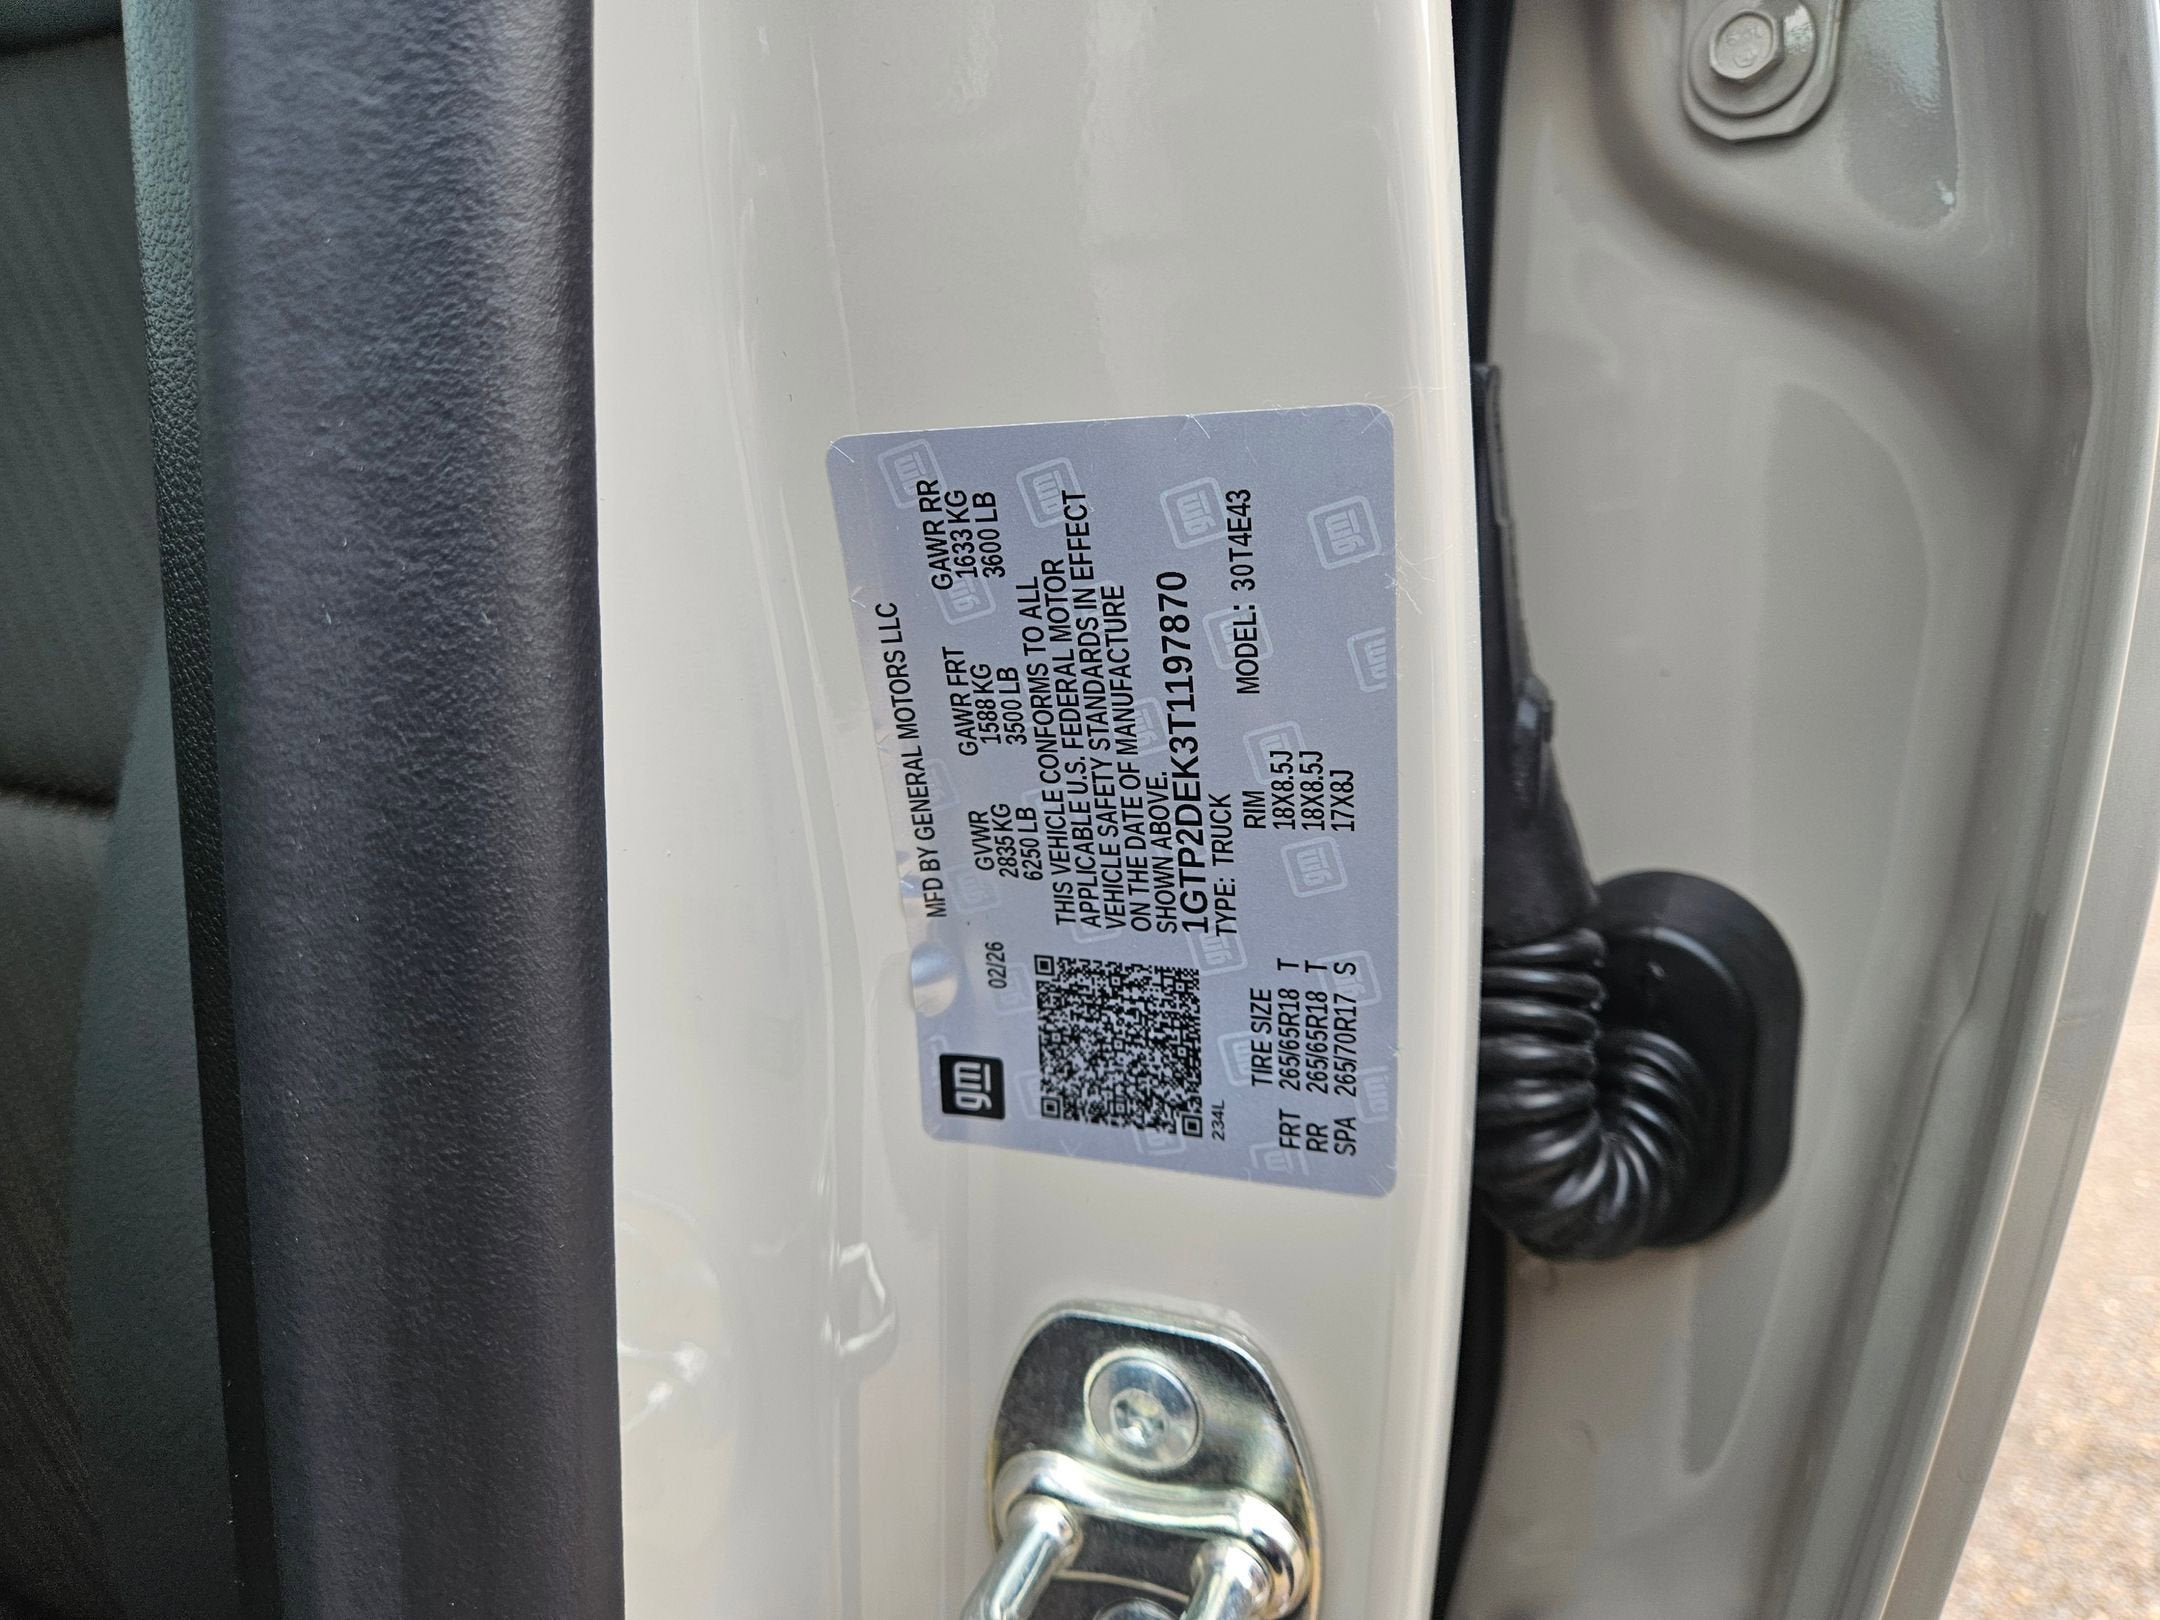 gm
02/26
MFD BY GENERAL MOTORS LLC
GVWR GAWR FRT GAWR RR
2835 KG 1588 KG 1633 KG
6250 LB 3500 LB 3600 LB
THIS VEHICLE CONFORMS TO ALL
APPLICABLE U.S. FEDERAL MOTOR
VEHICLE SAFETY STANDARDS IN EFFECT
ON THE DATE OF MANUFACTURE
SHOWN ABOVE.
1GTP2DEK3T1197870
234L
TYPE: TRUCK MODEL: 30T4E43
TIRE SIZE RIM
FRT 265/65R18 T 18X8.5J
RR 265/65R18 T 18X8.5J
SPA 265/70R17 S 17X8J